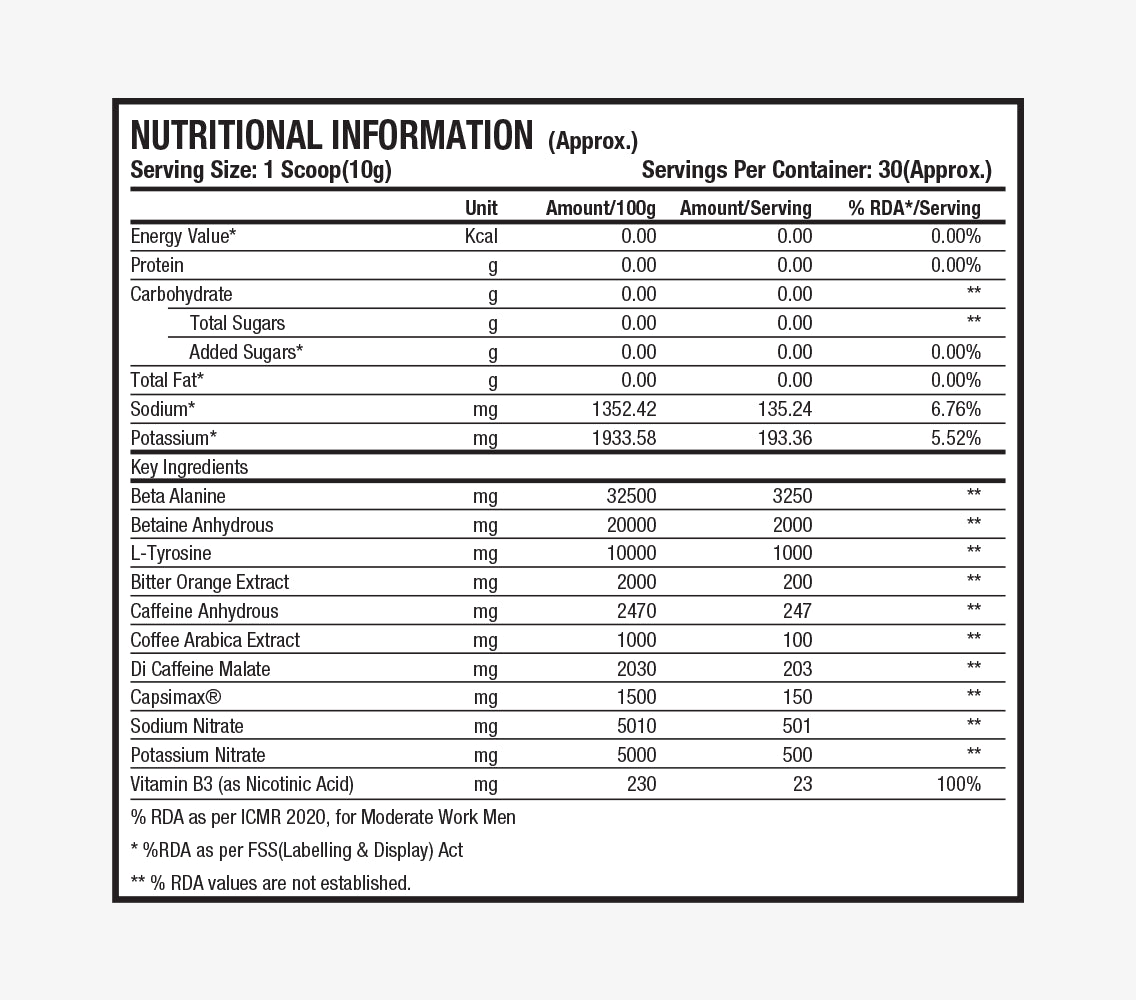 NUTRITIONAL INFORMATION (Approx.)
Serving Size: 1 Scoop(10g) Servings Per Container: 30(Approx.)
Unit Amount/100g Amount/Serving % RDA*/Serving
Energy Value* Kcal 0.00 0.00 0.00%
Protein g 0.00 0.00 0.00%
Carbohydrate g 0.00 0.00 **
Total Sugars g 0.00 0.00 **
Added Sugars* g 0.00 0.00 0.00%
Total Fat* g 0.00 0.00 0.00%
Sodium* mg 1352.42 135.24 6.76%
Potassium* mg 1933.58 193.36 5.52%
Key Ingredients
Beta Alanine mg 32500 3250 **
Betaine Anhydrous mg 20000 2000 **
L-Tyrosine mg 10000 1000 **
Bitter Orange Extract mg 2000 200 **
Caffeine Anhydrous mg 2470 247 **
Coffee Arabica Extract mg 1000 100 **
Di Caffeine Malate mg 2030 203 **
Capsimax® mg 1500 150 **
Sodium Nitrate mg 5010 501 **
Potassium Nitrate mg 5000 500 **
Vitamin B3 (as Nicotinic Acid) mg 230 23 100%
% RDA as per ICMR 2020, for Moderate Work Men
* %RDA as per FSS(Labelling & Display) Act
** % RDA values are not established.